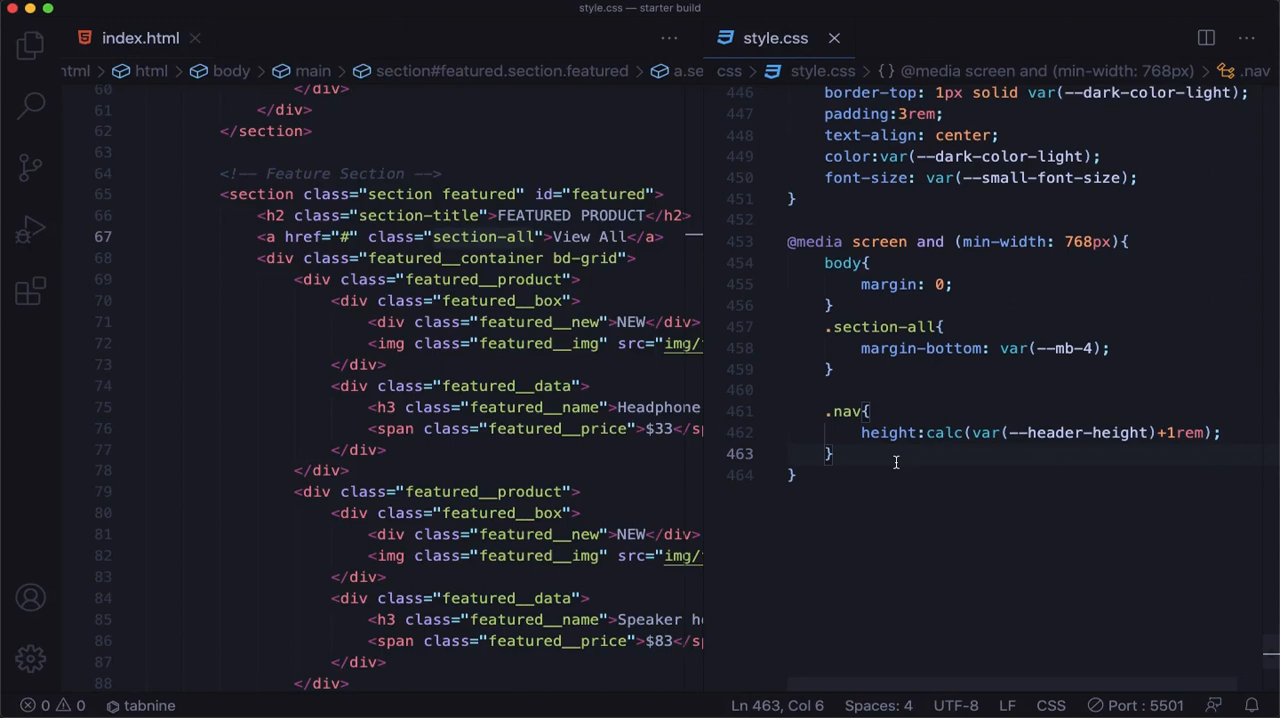 style.css — starter build
index.html
style.css
html
html
body
main
section#featured.section.featured
css
style.css
{ } @media screen and (min-width: 768px)
.nav
60 </div>
61 </div>
62 </section>
63
64 <!-- Feature Section -->
65 <section class="section featured" id="featured">
66 <h2 class="section-title">FEATURED PRODUCT</h2>
67 <a href="#" class="section-all">View All</a>
68 <div class="featured__container bd-grid">
69 <div class="featured__product">
70 <div class="featured__box">
71 <div class="featured__new">NEW</div>
72 <img class="featured__img" src="img/
73 </div>
74 <div class="featured__data">
75 <h3 class="featured__name">Headphone
76 <span class="featured__price">$33</s
77 </div>
78 </div>
79 <div class="featured__product">
80 <div class="featured__box">
81 <div class="featured__new">NEW</div>
82 <img class="featured__img" src="img/
83 </div>
84 <div class="featured__data">
85 <h3 class="featured__name">Speaker
86 <span class="featured__price">$83</s
87 </div>
88 </div>
446 border-top: 1px solid var(--dark-color-light);
447 padding:3rem;
448 text-align: center;
449 color:var(--dark-color-light);
450 font-size: var(--small-font-size);
451 }
452
453 @media screen and (min-width: 768px){
454 body{
455 margin: 0;
456 }
457 .section-all{
458 margin-bottom: var(--mb-4);
459 }
460
461 .nav{
462 height:calc(var(--header-height)+1rem);
463 }
464 }
0 0 tabnine
Ln 463, Col 6 Spaces: 4 UTF-8 LF CSS Port : 5501